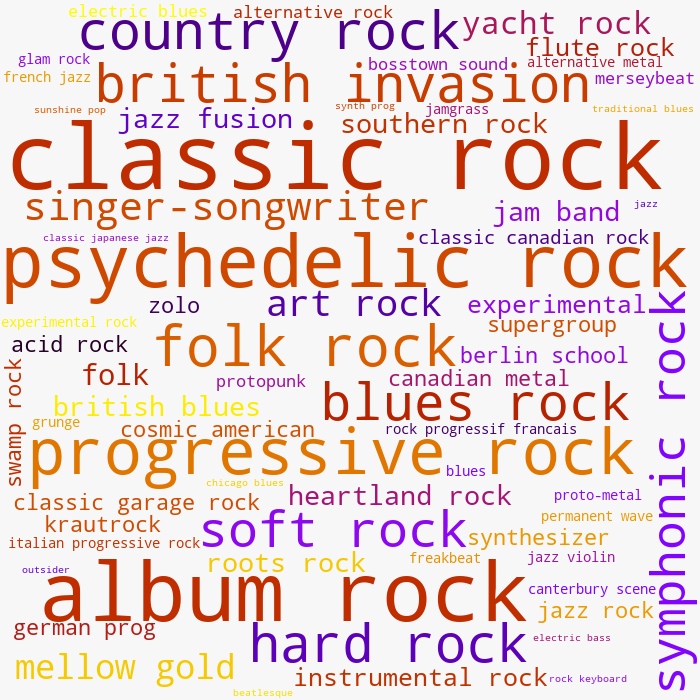 electric blues
alternative rock
country rock
yacht rock
flute rock
glam rock
bosstown sound
alternative metal
french jazz
british invasion
merseybeat
sunshine pop
synth prog
jamgrass
traditional blues
jazz fusion
southern rock
classic rock
singer-songwriter
jam band
jazz
classic japanese jazz
classic canadian rock
psychedelic rock
zolo
art rock
experimental
experimental rock
supergroup
acid rock
folk rock
berlin school
folk
protopunk
canadian metal
swamp rock
british blues
blues rock
grunge
cosmic american
rock progressif francais
progressive rock
blues
symphonic rock
chicago blues
classic garage rock
heartland rock
proto-metal
krautrock
soft rock
permanent wave
synthesizer
italian progressive rock
roots rock
freakbeat
jazz violin
outsider
album rock
canterbury scene
jazz rock
german prog
hard rock
electric bass
mellow gold
instrumental rock
rock keyboard
beatlesque